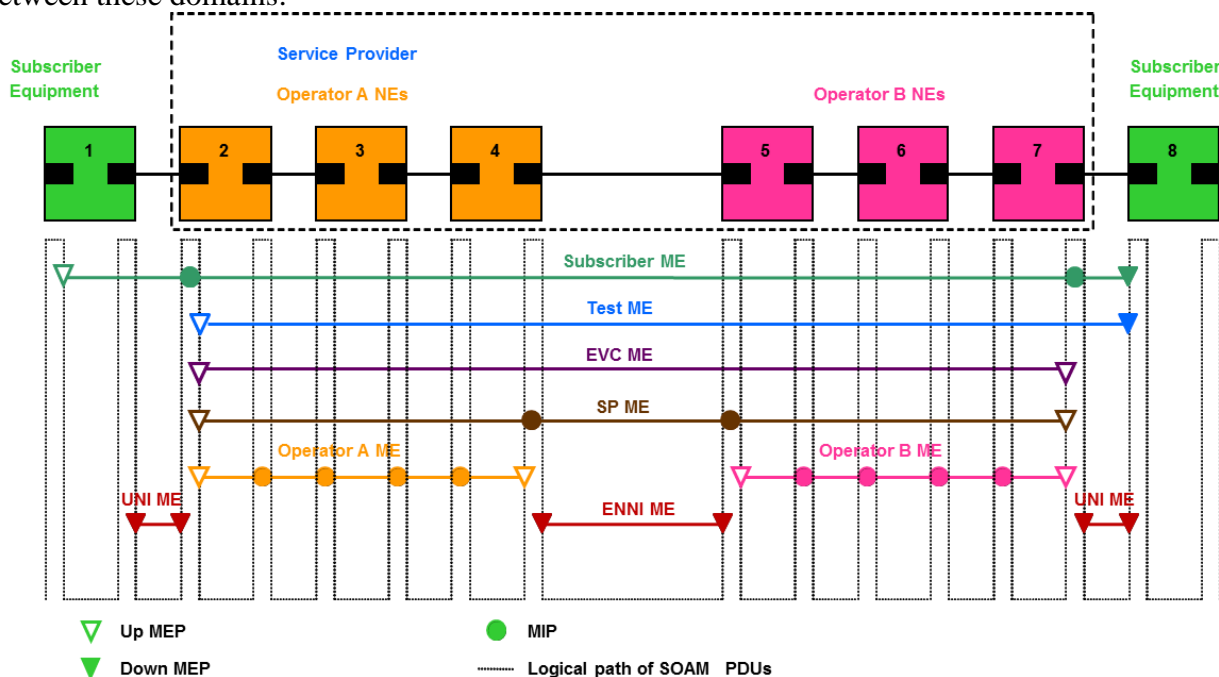 etween these domains.
Service Provider
Subscriber Equipment
Operator A NEs
Operator B NEs
Subscriber Equipment
1
2
3
4
5
6
7
8
Subscriber ME
Test ME
EVC ME
SP ME
Operator A ME
Operator B ME
UNI ME
ENNI ME
UNI ME
Up MEP
MIP
Down MEP
Logical path of SOAM PDUs